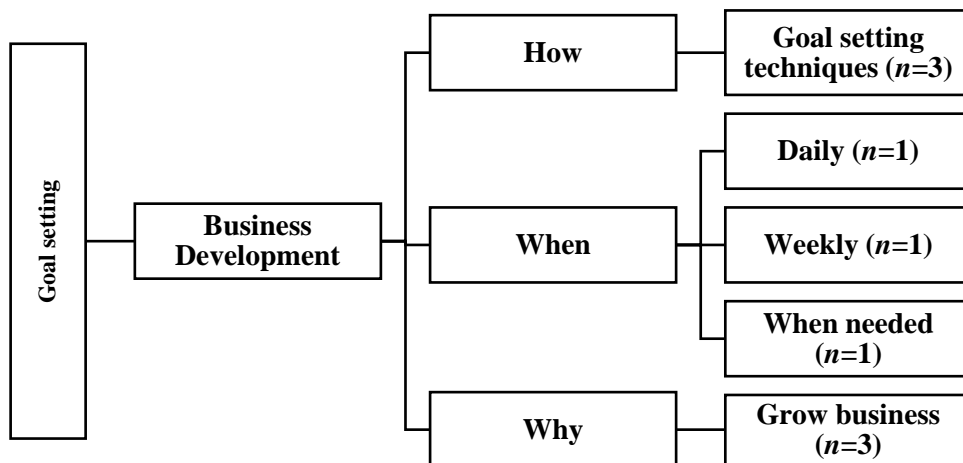 Goal setting
Business
Development
How
Goal setting
techniques (n=3)
When
Daily (n=1)
Weekly (n=1)
When needed
(n=1)
Why
Grow business
(n=3)